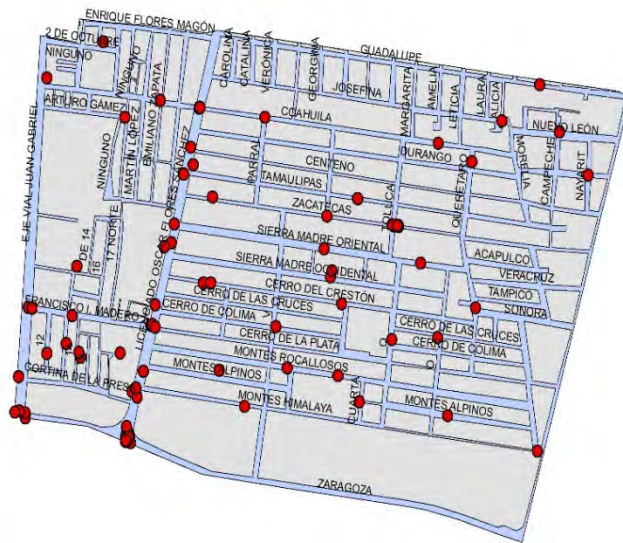 ENRIQUE FLORES MAGÓN
2 DE OCTUBRE
NINGUNO
GUADALUPE
NINGUNO
EMILIANO ZAPATA
CAROLINA
CATALINA
VERONICA
GEORGINA
JOSEFINA
MARGARITA
AMELIA
LETICIA
LAURA
ALICIA
ARTURO GÁMEZ
MARTIN LÓPEZ
NINGUNO
COAHUILA
DURANGO
NUEVO LEÓN
MORELIA
CAMPECHE
NAYARIT
CENTENO
PARRAL
TAMAULIPAS
ZACATECAS
TOLUCA
QUERETARO
EJE VIAL JUAN GABRIEL
LICENCIADO OSCAR FLORES SANCHEZ
17 NORTE
DE 14
16
SIERRA MADRE ORIENTAL
SIERRA MADRE OCCIDENTAL
ACAPULCO
VERACRUZ
TAMPICO
SONORA
CERRO DEL CRESTÓN
CERRO DE LAS CRUCES
CERRO DE COLIMA
FRANCISCO I. MADERO
CERRO DE LA PLATA
CERRO DE LAS CRUCES
CERRO DE COLIMA
12
MONTES ROCALLOSOS
MONTES ALPINOS
CORTINA DE LA PRESA
CUARTA
MONTES HIMALAYA
MONTES ALPINOS
ZARAGOZA